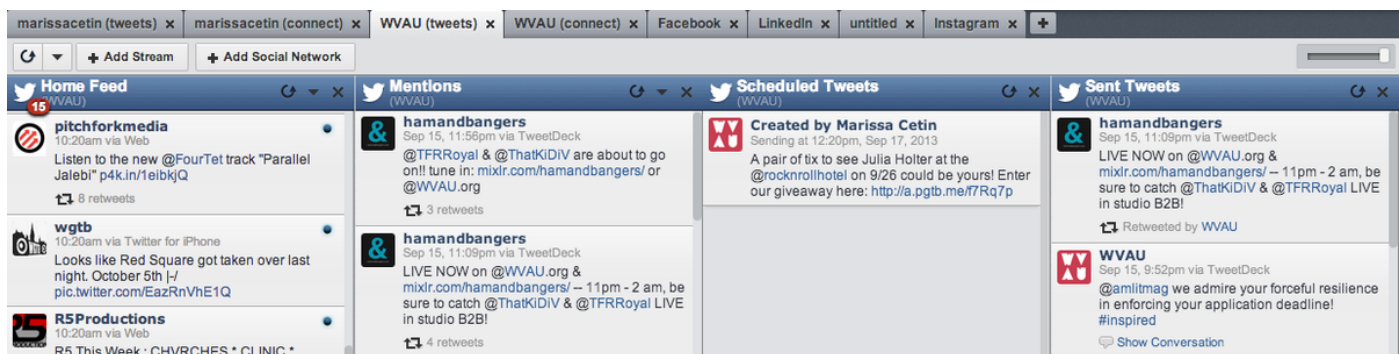 marissacetin (tweets) x marissacetin (connect) x WVAU (tweets) x WVAU (connect) x Facebook x LinkedIn x untitled x Instagram x +
+ Add Stream + Add Social Network
Home Feed
(WVAU)
15
pitchforkmedia
10:20am via Web
Listen to the new @FourTet track "Parallel
Jalebi" p4k.in/1eibkjQ
8 retweets
wgtb
10:20am via Twitter for iPhone
Looks like Red Square got taken over last
night. October 5th |-/
pic.twitter.com/EazRnVhE1Q
R5Productions
10:20am via Web
R5 This Week : CHVRCHES * CLINIC *
Mentions
(WVAU)
hamandbangers
Sep 15, 11:56pm via TweetDeck
@TFRRoyal & @ThatKiDiV are about to go
on!! tune in: mixlr.com/hamandbangers/ or
@WVAU.org
3 retweets
hamandbangers
Sep 15, 11:09pm via TweetDeck
LIVE NOW on @WVAU.org &
mixlr.com/hamandbangers/ -- 11pm - 2 am, be
sure to catch @ThatKiDiV & @TFRRoyal LIVE
in studio B2B!
4 retweets
Scheduled Tweets
(WVAU)
Created by Marissa Cetin
Sending at 12:20pm, Sep 17, 2013
A pair of tix to see Julia Holter at the
@rocknrollhotel on 9/26 could be yours! Enter
our giveaway here: http://a.pgtb.me/f7Rq7p
Sent Tweets
(WVAU)
hamandbangers
Sep 15, 11:09pm via TweetDeck
LIVE NOW on @WVAU.org &
mixlr.com/hamandbangers/ -- 11pm - 2 am, be
sure to catch @ThatKiDiV & @TFRRoyal LIVE
in studio B2B!
Retweeted by WVAU
WVAU
Sep 15, 9:52pm via TweetDeck
@amlitmag we admire your forceful resilience
in enforcing your application deadline!
#inspired
Show Conversation